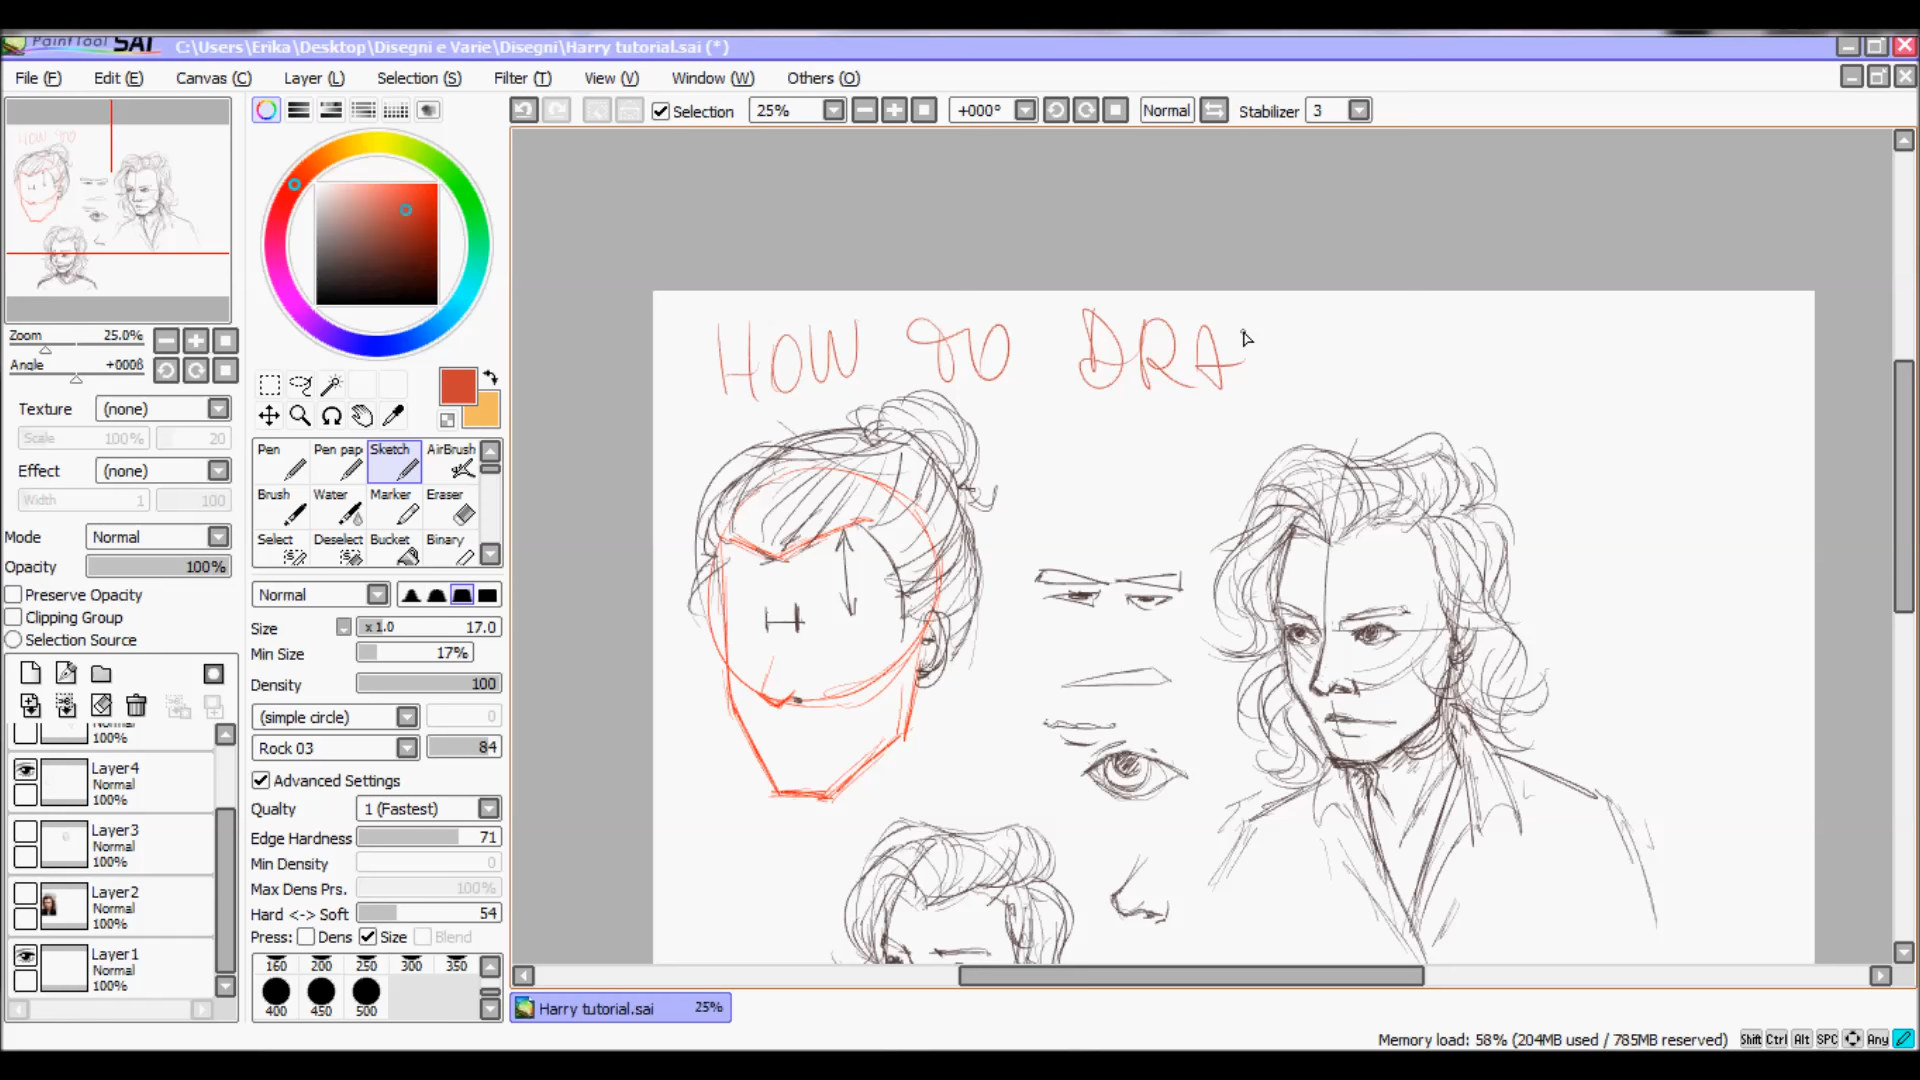 PaintTool SAI C:\Users\Erika\Desktop\Disegni e Varie\Disegni\Harry tutorial.sai (*)
File (F) Edit (E) Canvas (C) Layer (L) Selection (S) Filter (T) View (V) Window (W) Others (O)
Selection 25% +000° Normal Stabilizer 3
HOW TO
HOW TO DRA
H
Zoom 25.0%
Angle +000ß
Texture (none)
Scale 100% 20
Effect (none)
Width 1 100
Mode Normal
Opacity 100%
Preserve Opacity
Clipping Group
Selection Source
Normal
100%
Layer4
Normal
100%
Layer3
Normal
100%
Layer2
Normal
100%
Layer1
Normal
100%
Pen Pen pap Sketch AirBrush
Brush Water Marker Eraser
Select Deselect Bucket Binary
Normal
Size x 1.0 17.0
Min Size 17%
Density 100
(simple circle) 0
Rock 03 84
Advanced Settings
Qualty 1 (Fastest)
Edge Hardness 71
Min Density 0
Max Dens Prs. 100%
Hard <-> Soft 54
Press: Dens Size Blend
160 200 250 300 350
400 450 500
Harry tutorial.sai 25%
Memory load: 58% (204MB used / 785MB reserved) Shift Ctrl Alt SPC Any